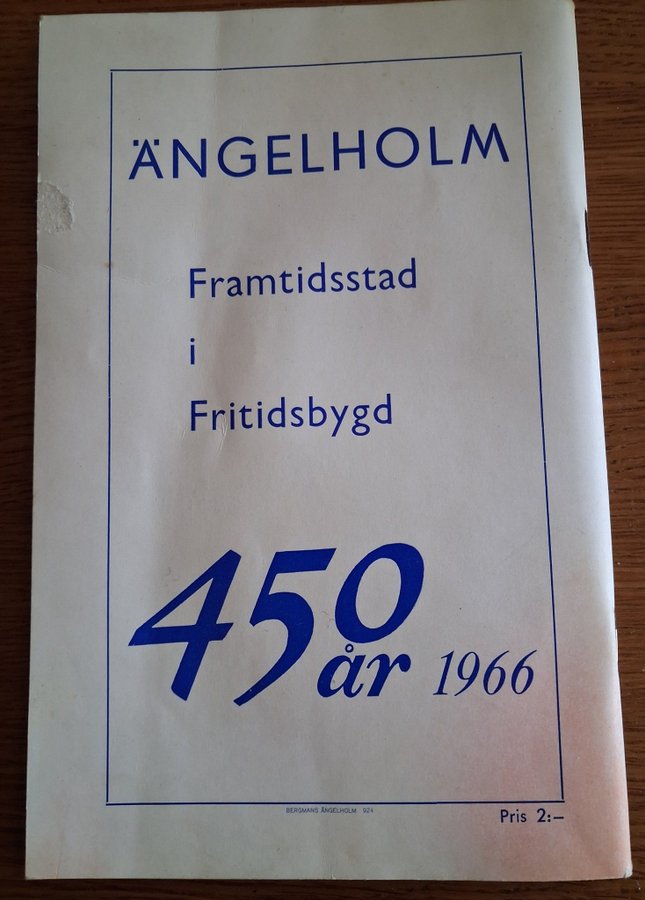 ÄNGELHOLM
Framtidsstad
i
Fritidsbygd
450
år 1966
BERGMANS ÄNGELHOLM 924
Pris 2:–